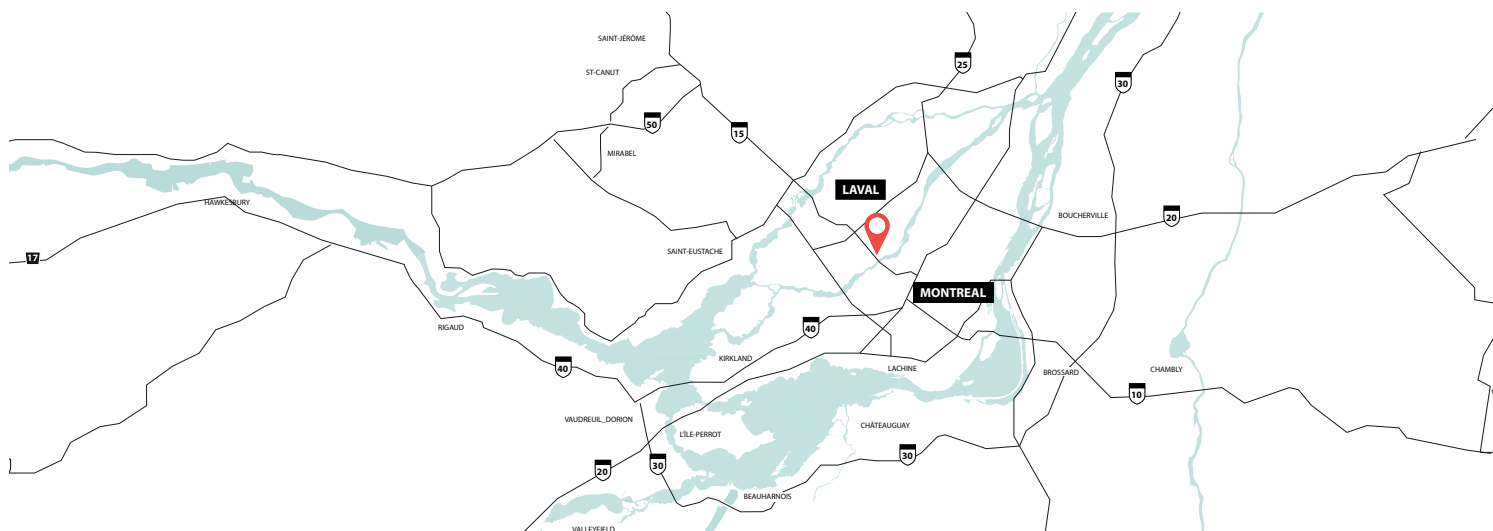 SAINT-JÉRÔME
25
ST-CANUT
30
50
15
MIRABEL
LAVAL
HAWKESBURY
BOUCHERVILLE
20
SAINT-EUSTACHE
17
MONTREAL
RIGAUD
40
KIRKLAND
40
LACHINE
BROSSARD
CHAMBLY
10
VAUDREUIL_DORION
L'ÎLE-PERROT
CHÂTEAUGUAY
20
30
30
BEAUHARNOIS
VALLEYFIELD